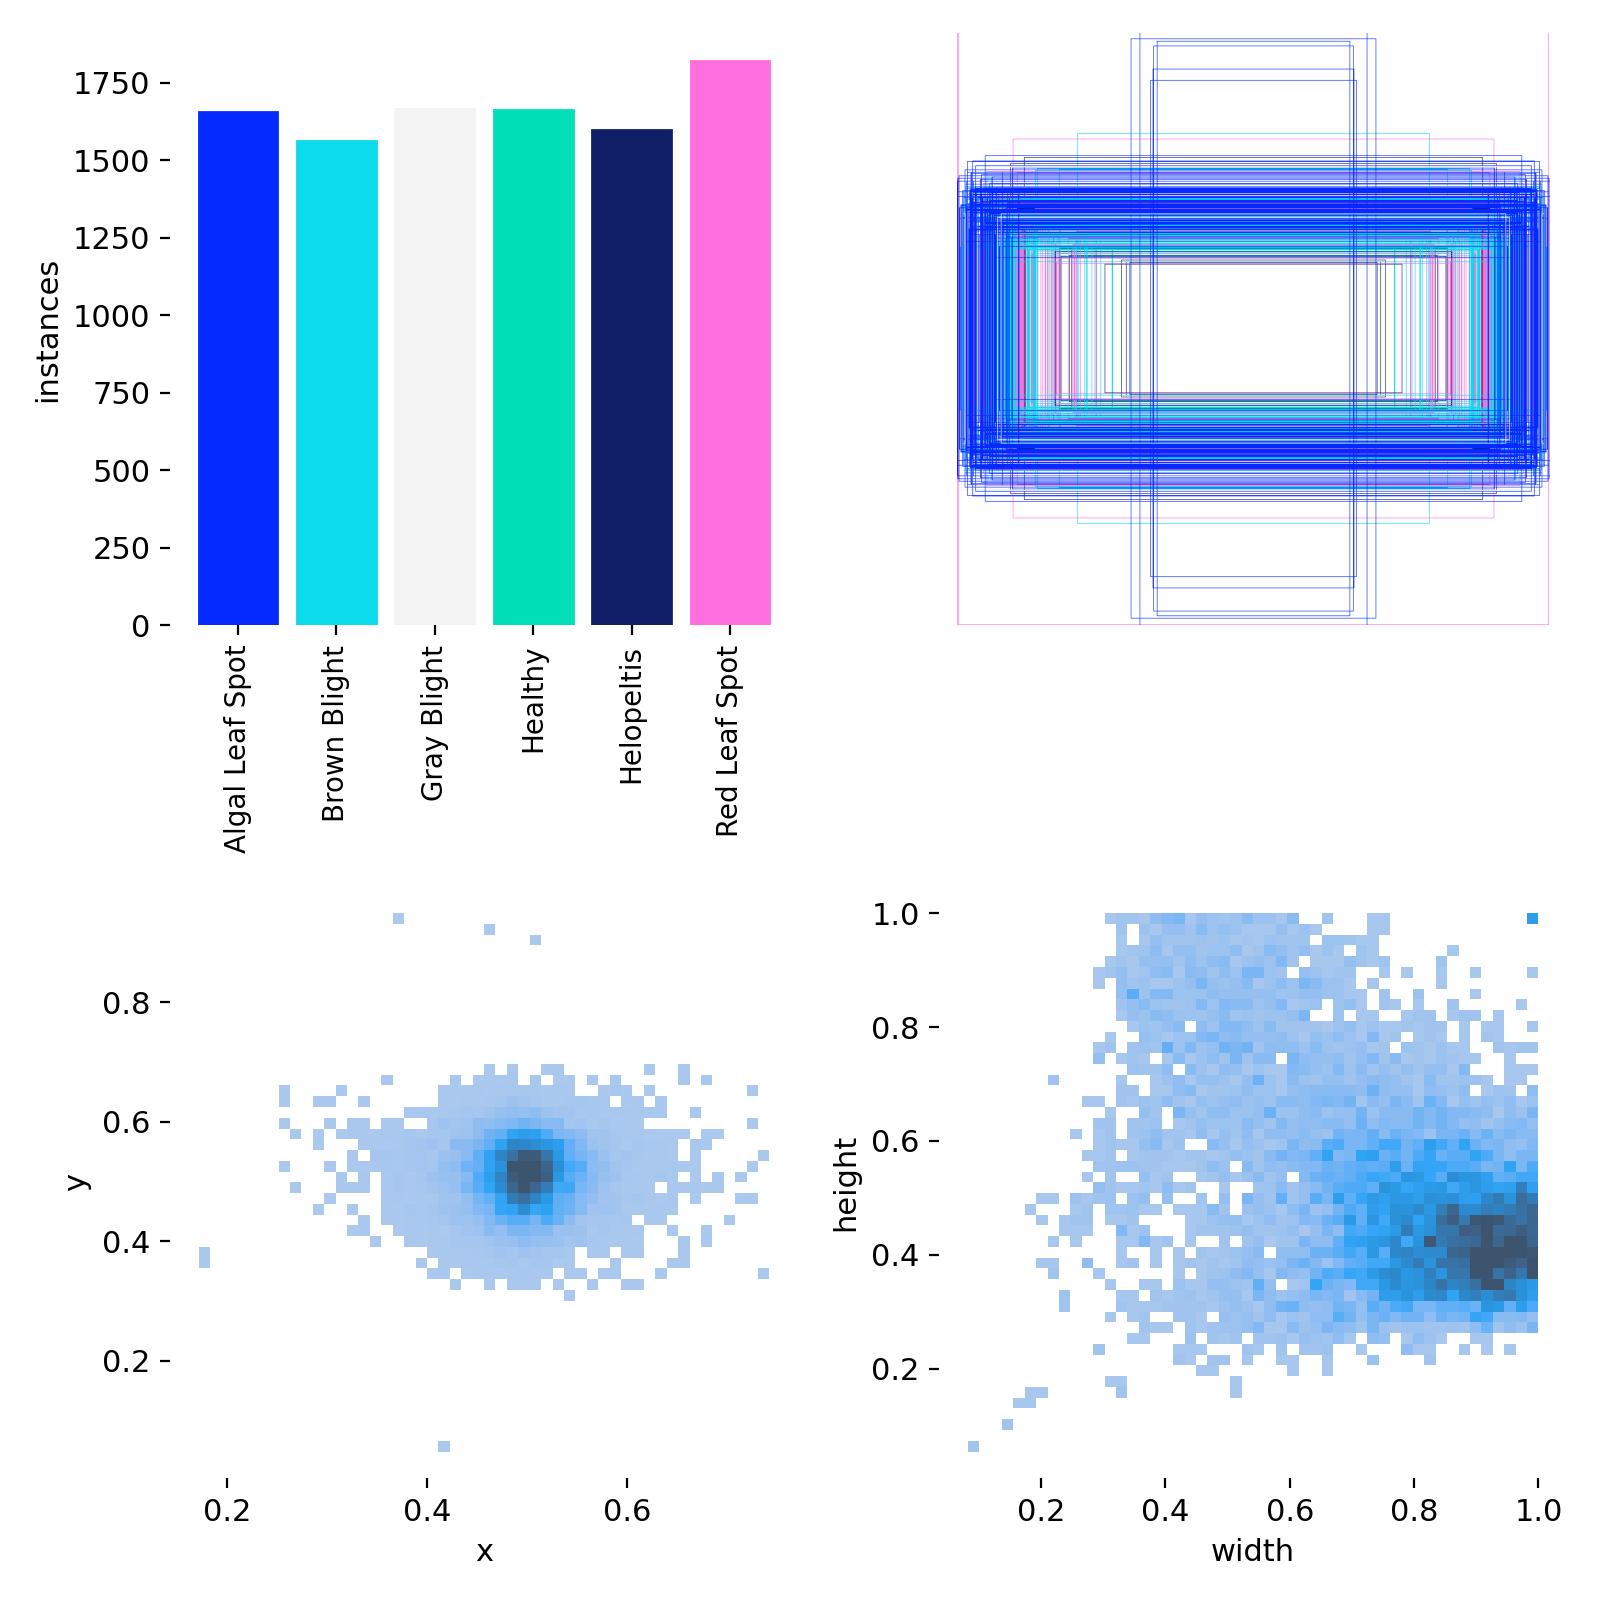 instances
1750
1500
1250
1000
750
500
250
0
Algal Leaf Spot
Brown Blight
Gray Blight
Healthy
Helopeltis
Red Leaf Spot
y
0.8
0.6
0.4
0.2
0.2 0.4 0.6
x
height
1.0
0.8
0.6
0.4
0.2
0.2 0.4 0.6 0.8 1.0
width